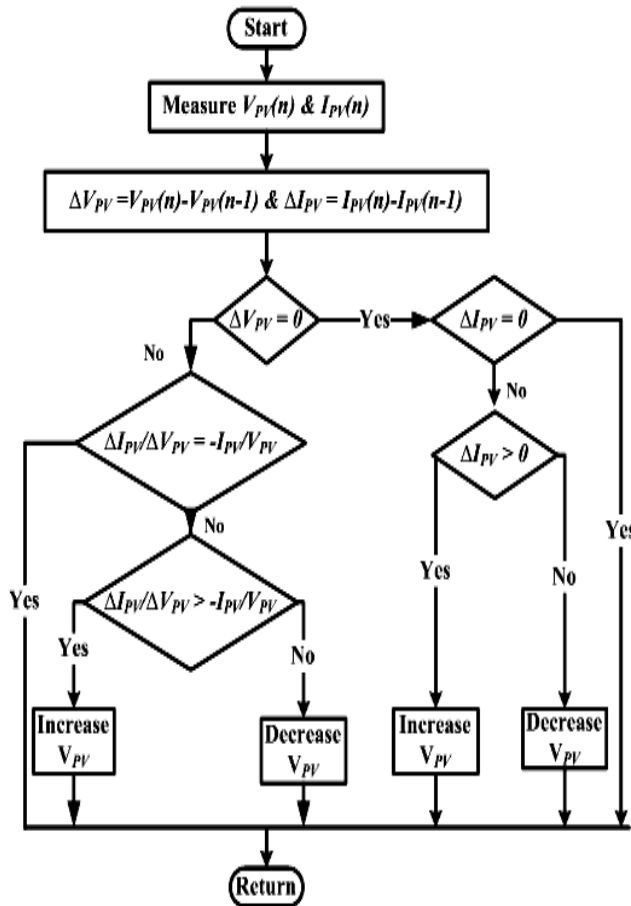 Start
Measure V_PV(n) & I_PV(n)
ΔV_PV =V_PV(n)-V_PV(n-1) & ΔI_PV = I_PV(n)-I_PV(n-1)
ΔV_PV = 0
Yes
ΔI_PV = 0
No
No
ΔI_PV/ΔV_PV = -I_PV/V_PV
ΔI_PV > 0
No
Yes
Yes
Yes
No
ΔI_PV/ΔV_PV > -I_PV/V_PV
Yes
No
Increase
V_PV
Decrease
V_PV
Increase
V_PV
Decrease
V_PV
Return